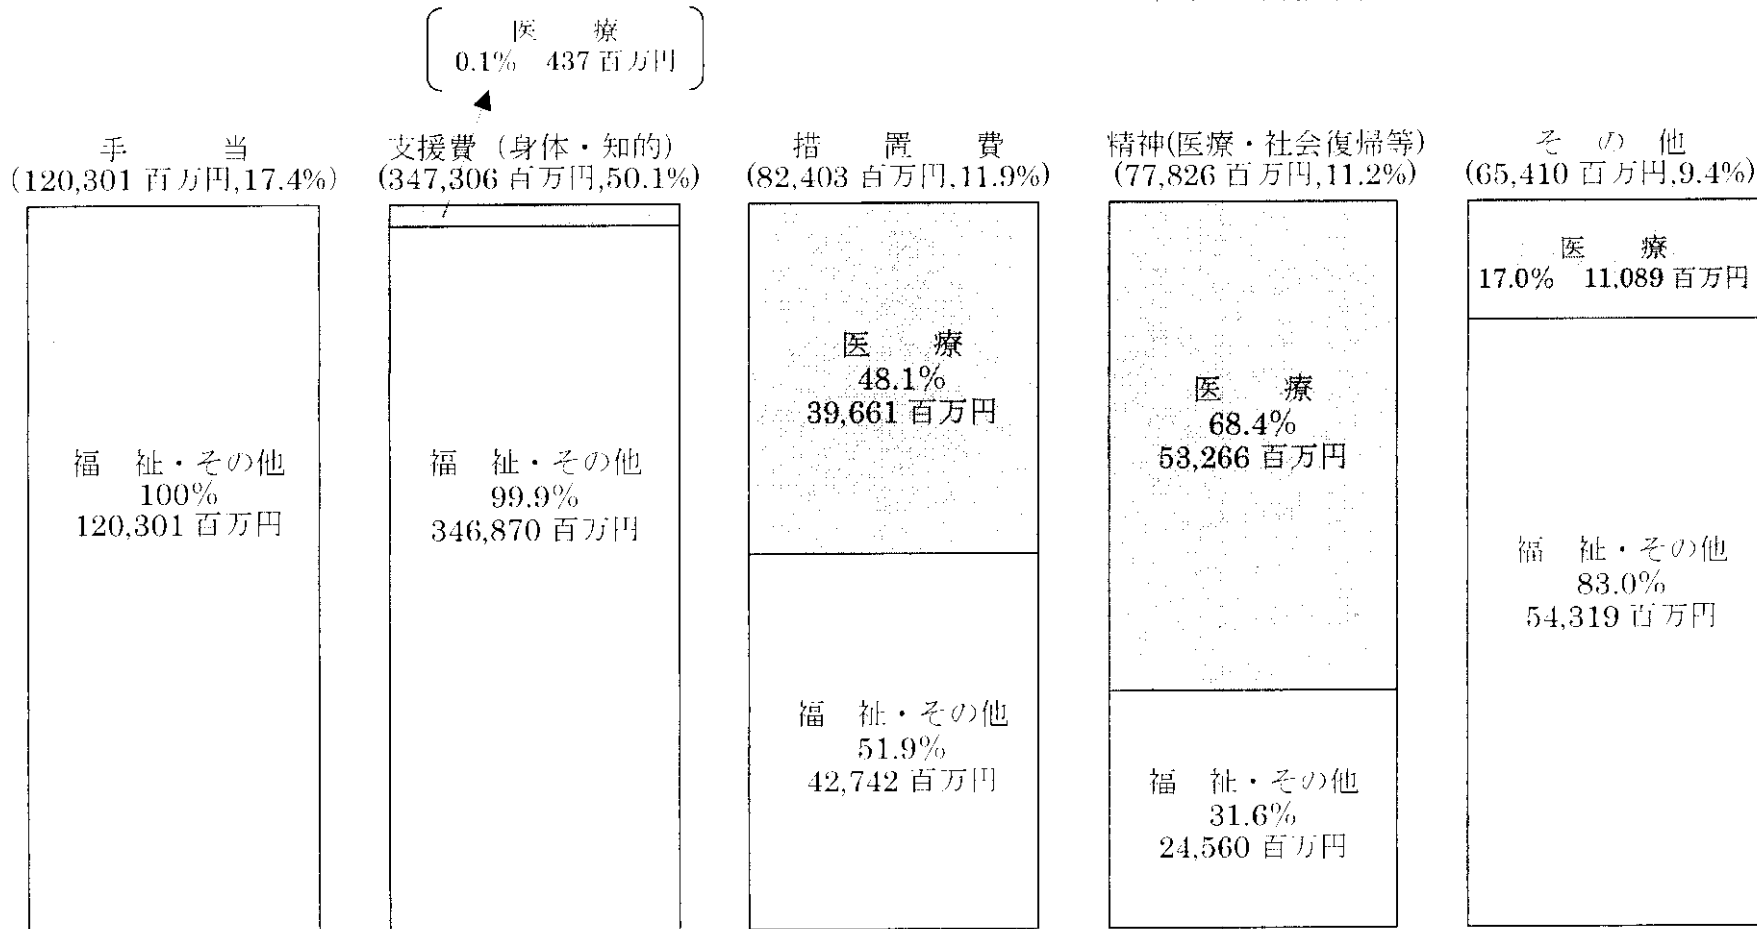 医　療
0.1%　437 百万円
手　当
(120,301 百万円,17.4%)
支援費（身体・知的）
(347,306 百万円,50.1%)
措　置　費
(82,403 百万円,11.9%)
精神(医療・社会復帰等)
(77,826 百万円,11.2%)
そ　の　他
(65,410 百万円,9.4%)
福　祉・その他
100%
120,301 百万円
福　祉・その他
99.9%
346,870 百万円
医　療
48.1%
39,661 百万円
福　祉・その他
51.9%
42,742 百万円
医　療
68.4%
53,266 百万円
福　祉・その他
31.6%
24,560 百万円
医　療
17.0%　11,089 百万円
福　祉・その他
83.0%
54,319 百万円